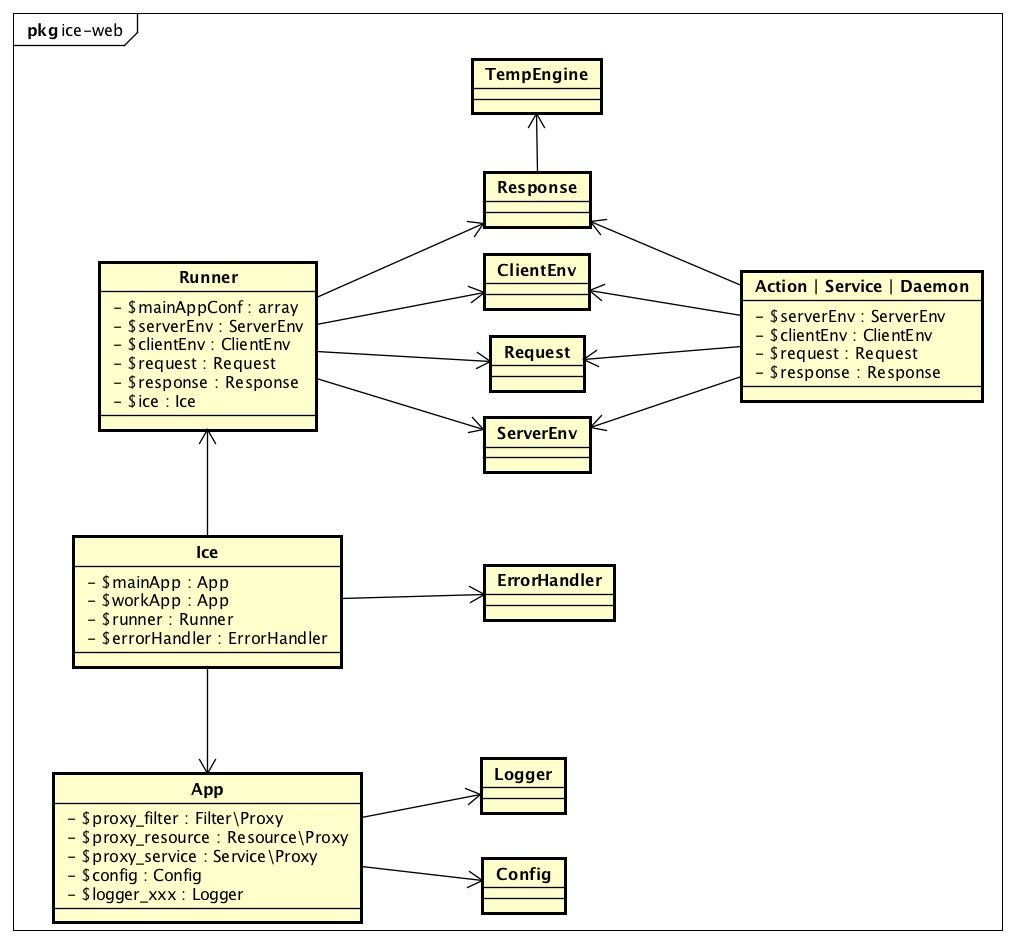 pkg ice-web
TempEngine
Response
ClientEnv
Request
ServerEnv
Runner
- $mainAppConf : array
- $serverEnv : ServerEnv
- $clientEnv : ClientEnv
- $request : Request
- $response : Response
- $ice : Ice
Action | Service | Daemon
- $serverEnv : ServerEnv
- $clientEnv : ClientEnv
- $request : Request
- $response : Response
Ice
- $mainApp : App
- $workApp : App
- $runner : Runner
- $errorHandler : ErrorHandler
ErrorHandler
App
- $proxy_filter : Filter\Proxy
- $proxy_resource : Resource\Proxy
- $proxy_service : Service\Proxy
- $config : Config
- $logger_xxx : Logger
Logger
Config